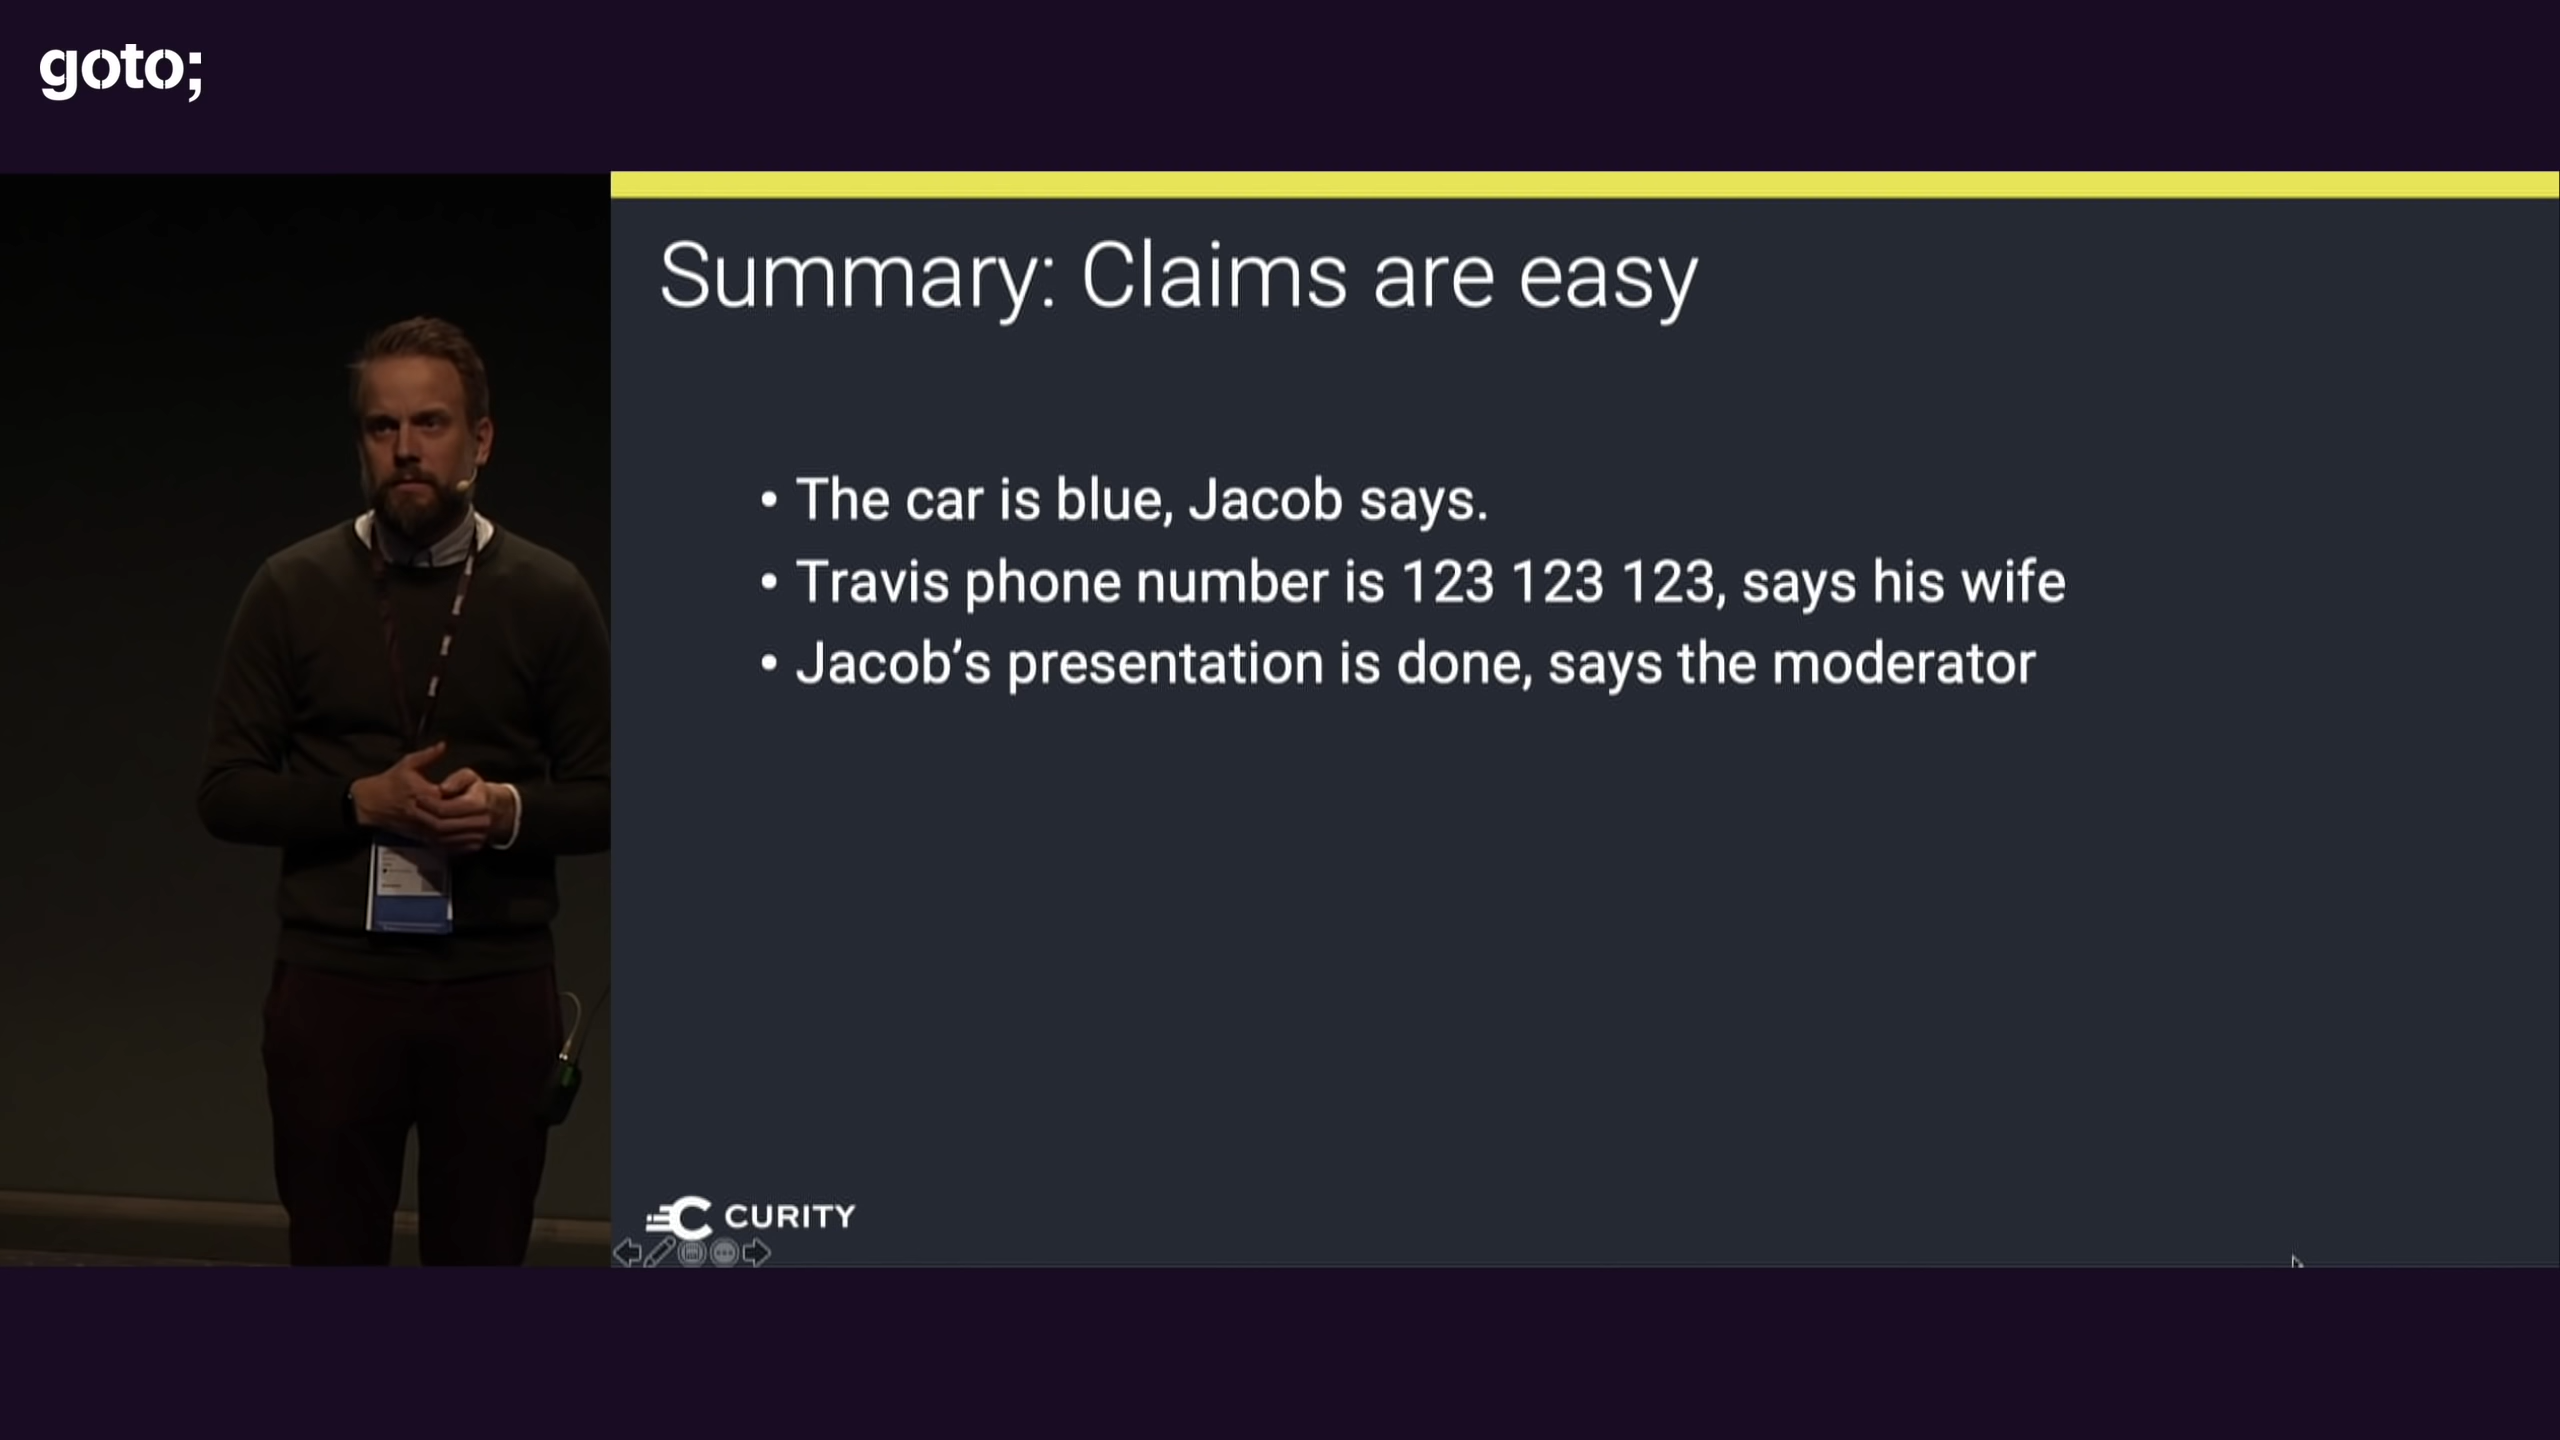 goto;
Summary: Claims are easy
• The car is blue, Jacob says.
• Travis phone number is 123 123 123, says his wife
• Jacob’s presentation is done, says the moderator
CURITY